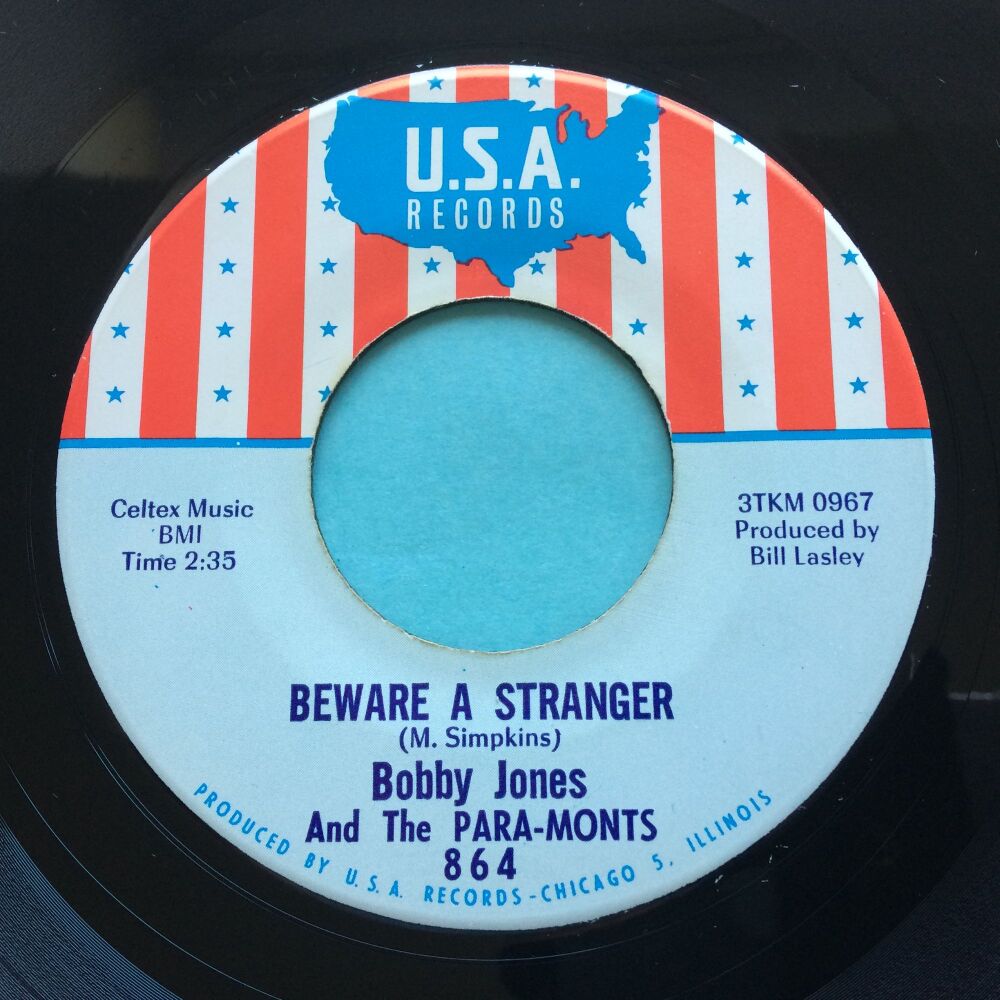 U.S.A.
RECORDS
Celtex Music
BMI
Time 2:35
3TKM 0967
Produced by
Bill Lasley
BEWARE A STRANGER
(M. Simpkins)
Bobby Jones
And The PARA-MONTS
864
PRODUCED BY U.S.A. RECORDS-CHICAGO 5, ILLINOIS